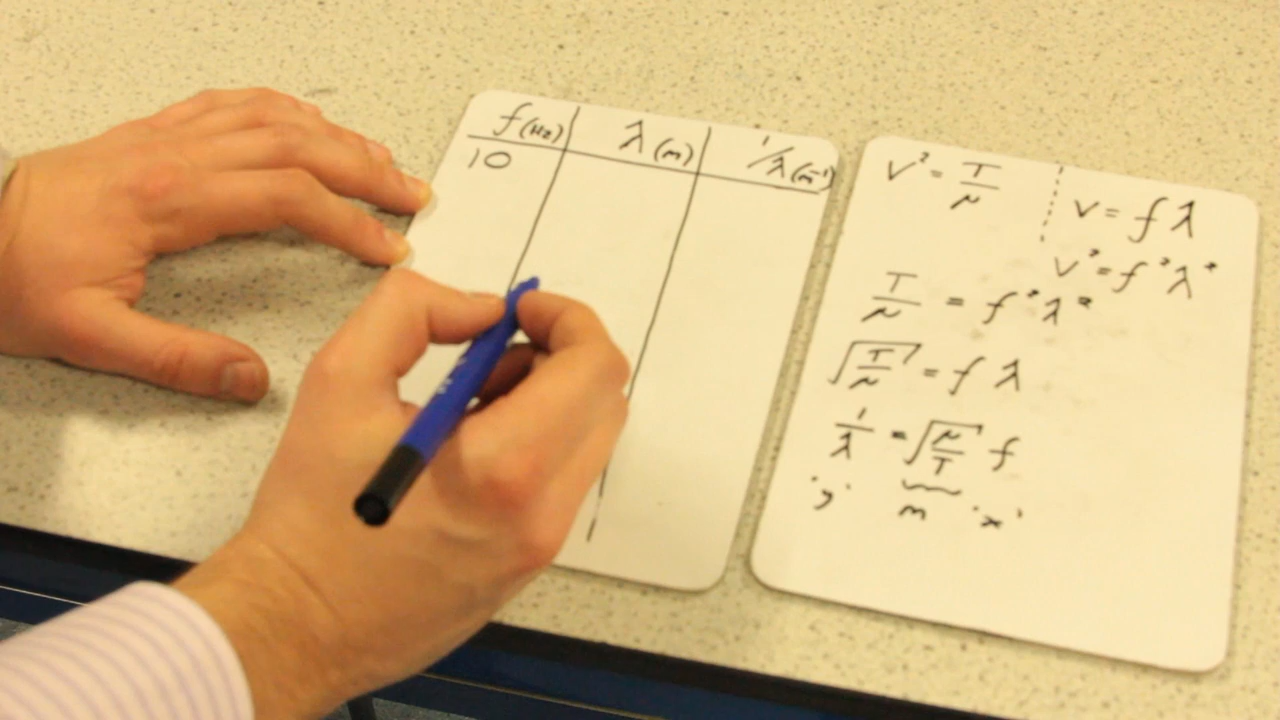 f(Hz) λ(m) 1/λ(m⁻¹)
10
v² = T/μ v = fλ
v² = f²λ²
T/μ = f²λ²
√(T/μ) = fλ
1/λ = √(μ/T) f
'y' m 'x'